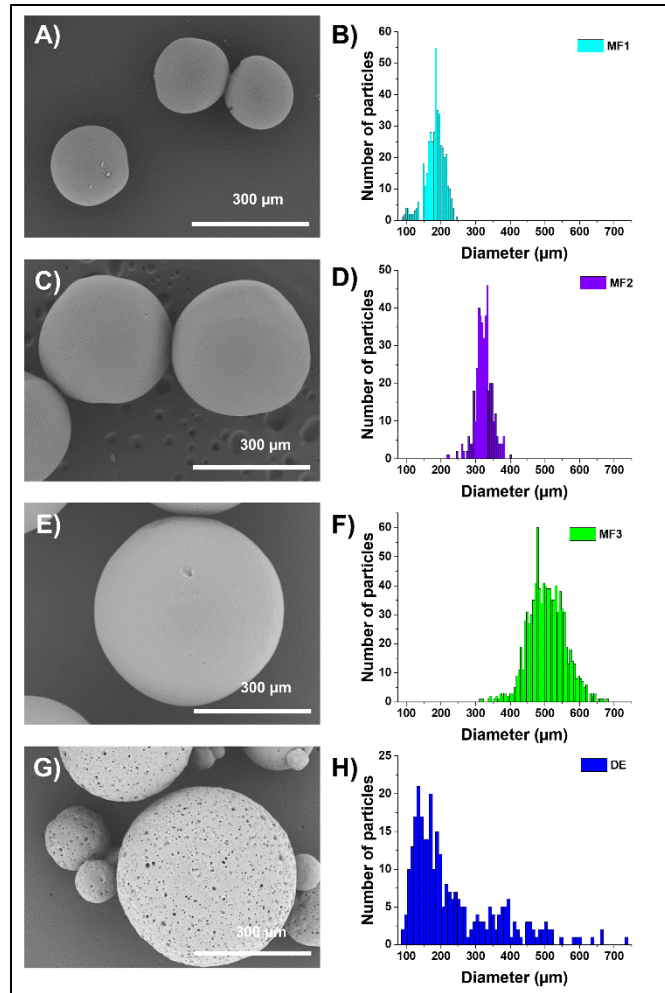 A)
300 µm
B)
MF1
Number of particles
60
50
40
30
20
10
0
100 200 300 400 500 600 700
Diameter (µm)
C)
300 µm
D)
MF2
Number of particles
50
40
30
20
10
0
100 200 300 400 500 600 700
Diameter (µm)
E)
300 µm
F)
MF3
Number of particles
60
50
40
30
20
10
0
100 200 300 400 500 600 700
Diameter (µm)
G)
300 µm
H)
DE
Number of particles
25
20
15
10
5
0
100 200 300 400 500 600 700
Diameter (µm)